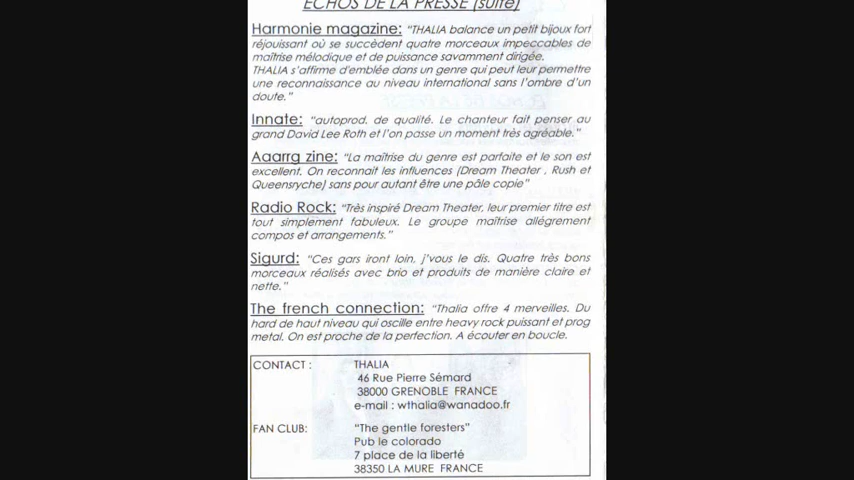 ECHOS DE LA PRESSE (suite)
Harmonie magazine: “THALIA balance un petit bijoux fort
réjouissant où se succèdent quatre morceaux impeccables de
maîtrise mélodique et de puissance savamment dirigée.
THALIA s’affirme d’emblée dans un genre qui peut leur permettre
une reconnaissance au niveau international sans l’ombre d’un
doute.”
Innate: “autoprod. de qualité. Le chanteur fait penser au
grand David Lee Roth et l’on passe un moment très agréable.”
Aaarrg zine: “La maîtrise du genre est parfaite et le son est
excellent. On reconnait les influences (Dream Theater , Rush et
Queensryche) sans pour autant être une pâle copie”
Radio Rock: “Très inspiré Dream Theater, leur premier titre est
tout simplement fabuleux. Le groupe maîtrise allégrement
compos et arrangements.”
Sigurd: “Ces gars iront loin, j’vous le dis. Quatre très bons
morceaux réalisés avec brio et produits de manière claire et
nette.”
The french connection: “Thalia offre 4 merveilles. Du
hard de haut niveau qui oscille entre heavy rock puissant et prog
metal. On est proche de la perfection. A écouter en boucle.
CONTACT : THALIA
46 Rue Pierre Sémard
38000 GRENOBLE FRANCE
e-mail : wthalia@wanadoo.fr
FAN CLUB: “The gentle foresters”
Pub le colorado
7 place de la liberté
38350 LA MURE FRANCE